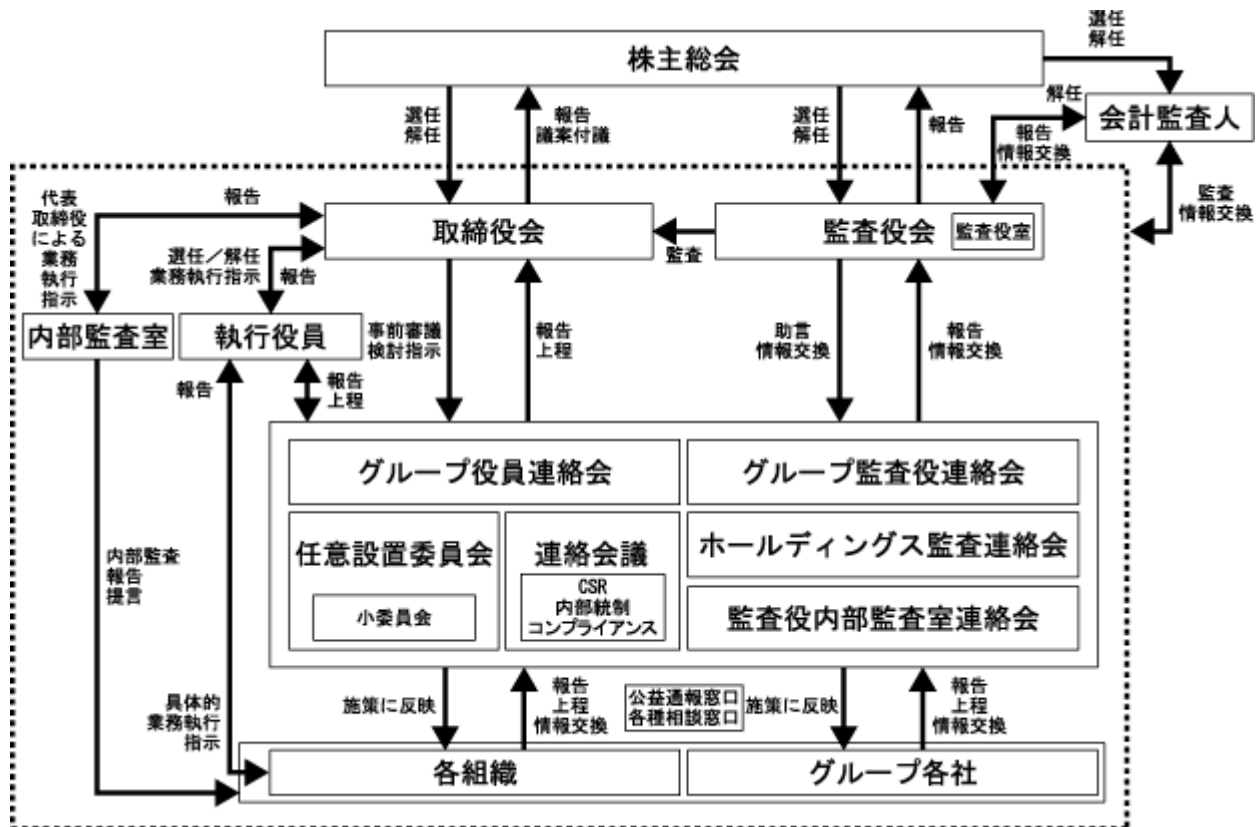 選任
解任
株主総会
解任
会計監査人
選任
解任
報告
議案付議
選任
解任
報告
報告
情報交換
監査
情報交換
代表
取締役
による
業務
執行
指示
報告
取締役会
監査
監査役会
監査役室
選任／解任
業務執行指示
報告
内部監査室
執行役員
事前審議
検討指示
報告
上程
助言
情報交換
報告
情報交換
報告
報告
上程
グループ役員連絡会
グループ監査役連絡会
任意設置委員会
小委員会
連絡会議
CSR
内部統制
コンプライアンス
ホールディングス監査連絡会
監査役内部監査室連絡会
内部監査
報告
提言
具体的
業務執行
指示
施策に反映
報告
上程
情報交換
公益通報窓口
各種相談窓口
施策に反映
報告
上程
情報交換
各組織
グループ各社